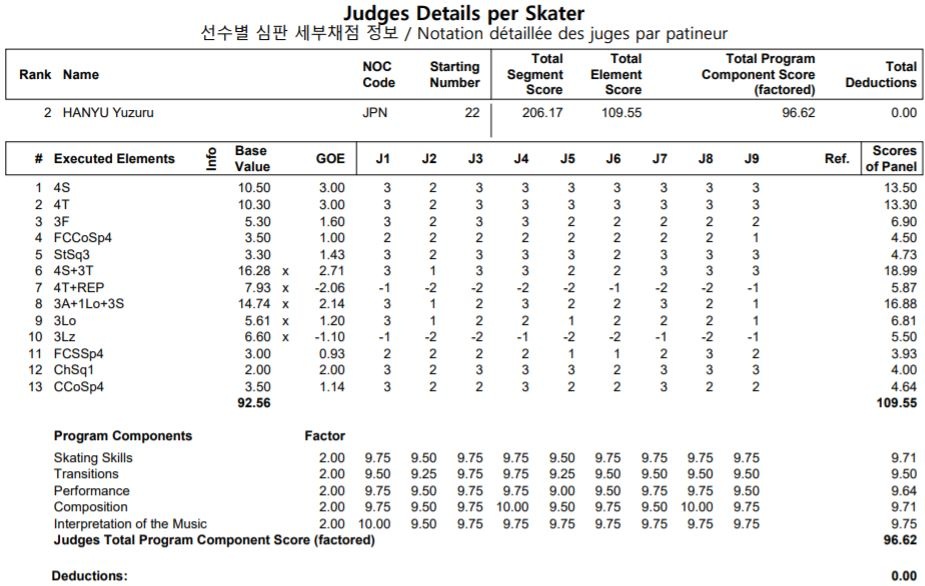 Judges Details per Skater
선수별 심판 세부채점 정보 / Notation détaillée des juges par patineur
Rank Name NOC Code Starting Number Total Segment Score Total Element Score Total Program Component Score (factored) Total Deductions
2 HANYU Yuzuru JPN 22 206.17 109.55 96.62 0.00
# Executed Elements Info Base Value GOE J1 J2 J3 J4 J5 J6 J7 J8 J9 Ref. Scores of Panel
1 4S 10.50 3.00 3 2 3 3 3 3 3 3 3 13.50
2 4T 10.30 3.00 3 2 3 3 3 3 3 3 3 13.30
3 3F 5.30 1.60 3 2 3 3 2 2 2 2 2 6.90
4 FCCoSp4 3.50 1.00 2 2 2 2 2 2 2 2 1 4.50
5 StSq3 3.30 1.43 3 2 3 3 3 2 3 3 3 4.73
6 4S+3T 16.28 x 2.71 3 1 3 3 2 2 3 3 3 18.99
7 4T+REP 7.93 x -2.06 -1 -2 -2 -2 -2 -1 -2 -2 -1 5.87
8 3A+1Lo+3S 14.74 x 2.14 3 1 2 3 2 2 3 2 1 16.88
9 3Lo 5.61 x 1.20 3 1 2 2 1 2 2 2 1 6.81
10 3Lz 6.60 x -1.10 -1 -2 -2 -1 -2 -2 -1 -2 -1 5.50
11 FCSSp4 3.00 0.93 2 2 2 2 1 1 2 3 2 3.93
12 ChSq1 2.00 2.00 3 2 3 3 3 2 3 3 3 4.00
13 CCoSp4 3.50 1.14 3 2 2 3 2 2 3 2 2 4.64
92.56 109.55
Program Components Factor
Skating Skills 2.00 9.75 9.50 9.75 9.75 9.50 9.75 9.75 9.75 9.75 9.71
Transitions 2.00 9.50 9.25 9.75 9.75 9.25 9.50 9.50 9.50 9.50 9.50
Performance 2.00 9.75 9.50 9.75 9.75 9.00 9.50 9.75 9.75 9.50 9.64
Composition 2.00 9.75 9.50 9.75 10.00 9.50 9.75 9.50 10.00 9.75 9.71
Interpretation of the Music 2.00 10.00 9.50 9.75 9.75 9.75 9.75 9.75 9.75 9.75 9.75
Judges Total Program Component Score (factored) 96.62
Deductions: 0.00